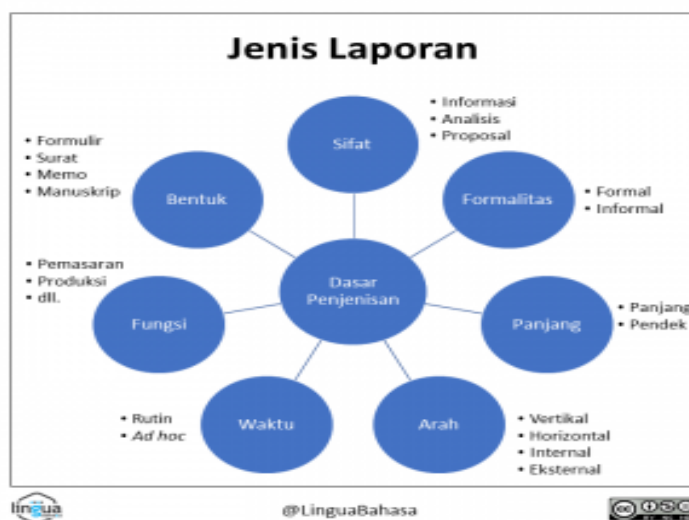 Jenis Laporan
Sifat
• Informasi
• Analisis
• Proposal
Formalitas
• Formal
• Informal
Panjang
• Panjang
• Pendek
Arah
• Vertikal
• Horizontal
• Internal
• Eksternal
Waktu
• Rutin
• Ad hoc
Fungsi
• Pemasaran
• Produksi
• dll.
Bentuk
• Formulir
• Surat
• Memo
• Manuskrip
Dasar
Penjenisan
lingua
@LinguaBahasa